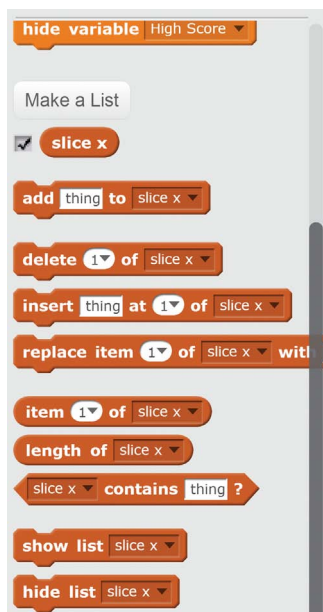 hide variable High Score
Make a List
slice x
add thing to slice x
delete 1 of slice x
insert thing at 1 of slice x
replace item 1 of slice x with
item 1 of slice x
length of slice x
slice x contains thing ?
show list slice x
hide list slice x